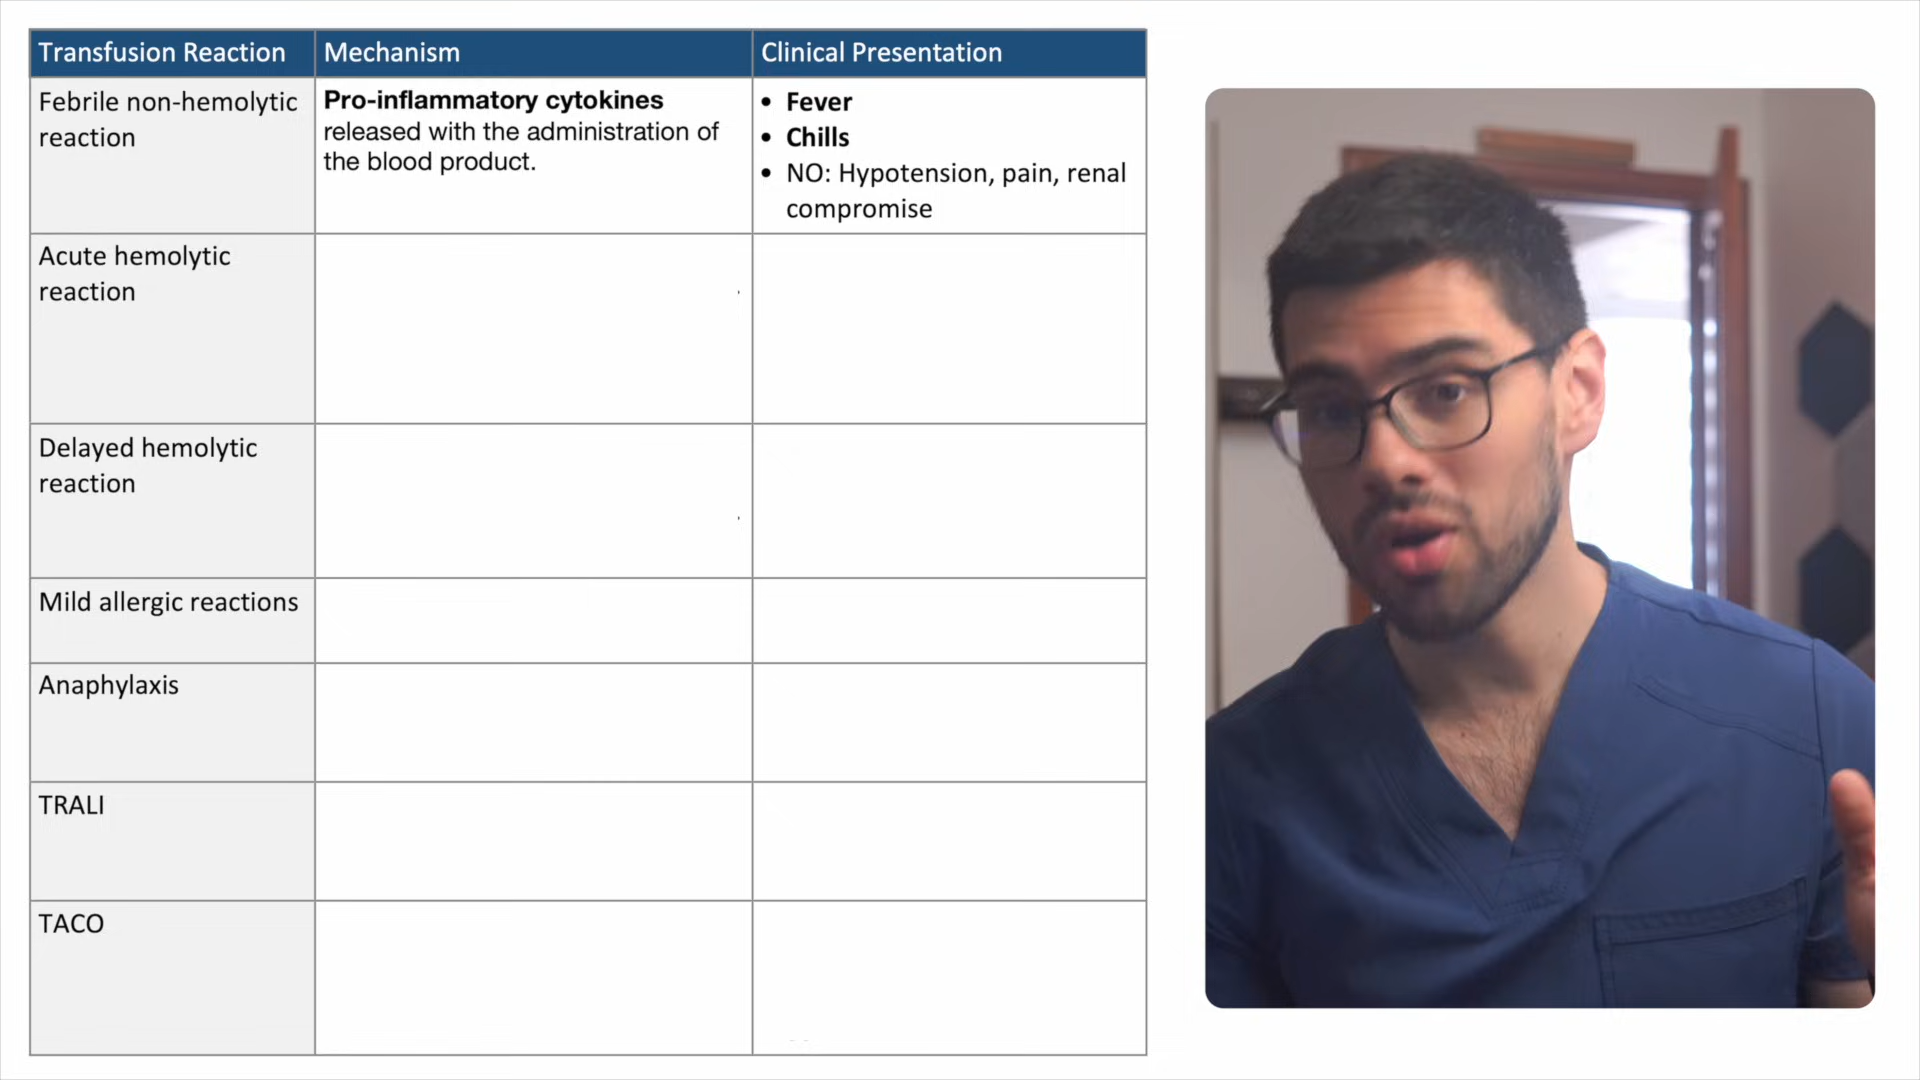 Transfusion Reaction
Mechanism
Clinical Presentation
Febrile non-hemolytic
reaction
Pro-inflammatory cytokines
released with the administration of
the blood product.
• Fever
• Chills
• NO: Hypotension, pain, renal
compromise
Acute hemolytic
reaction
Delayed hemolytic
reaction
Mild allergic reactions
Anaphylaxis
TRALI
TACO